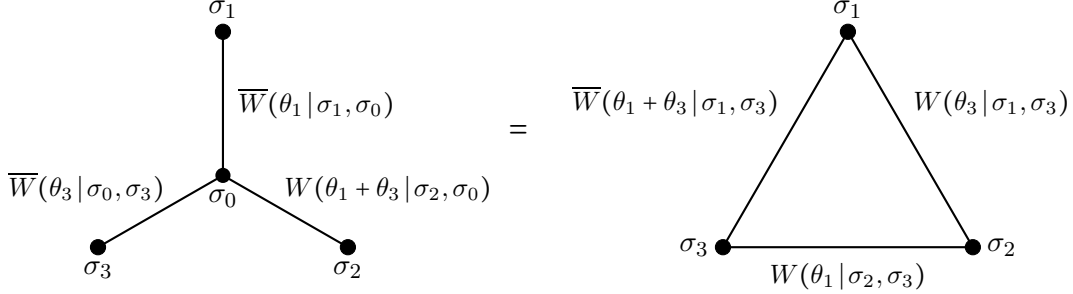 σ₁
W̅(θ₁ | σ₁, σ₀)
W̅(θ₃ | σ₀, σ₃)
W(θ₁ + θ₃ | σ₂, σ₀)
σ₀
σ₃
σ₂
=
σ₁
W̅(θ₁ + θ₃ | σ₁, σ₃)
W(θ₃ | σ₁, σ₃)
σ₃
σ₂
W(θ₁ | σ₂, σ₃)